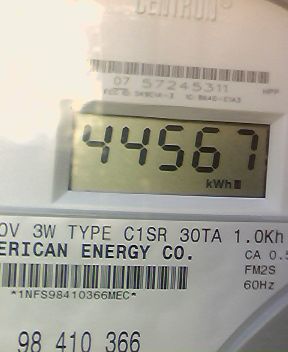 CENTRON®
07 57245311 HPP
44567
kWh
0V 3W TYPE C1SR 30TA 1.0Kh
ERICAN ENERGY CO. CA 0.5
FM2S
*1NFS98410366MEC* 60Hz
98 410 366